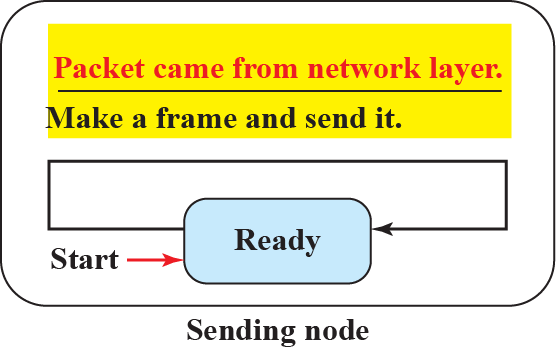 Packet came from network layer.
Make a frame and send it.
Ready
Start
Sending node